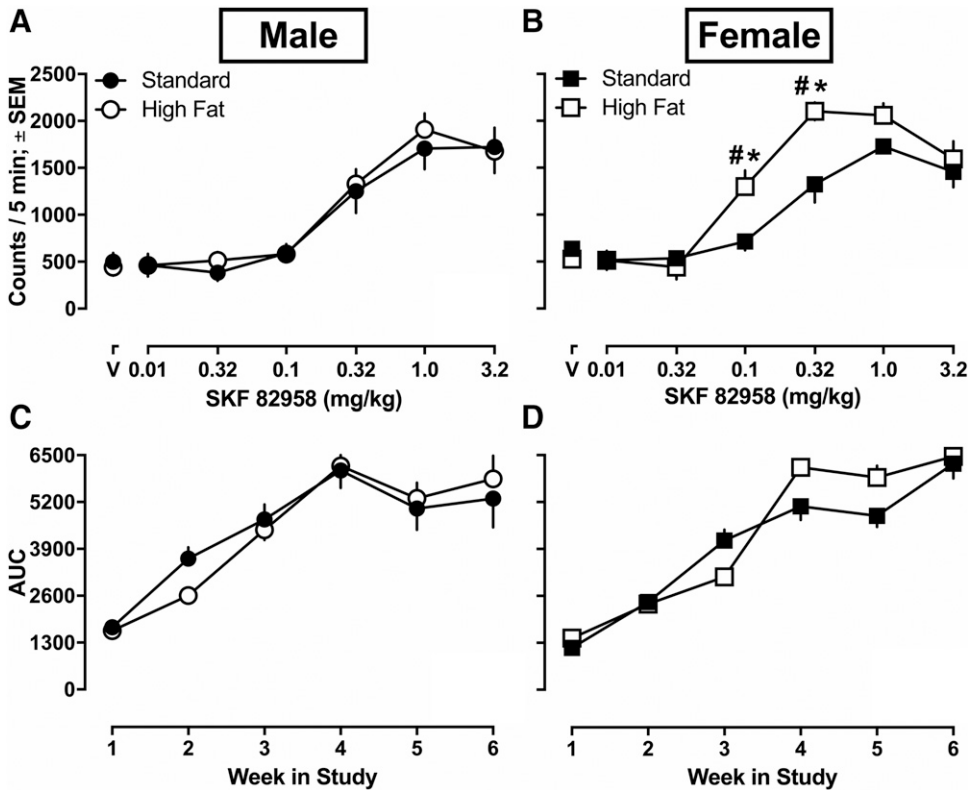 A Male B Female
Standard
High Fat
Standard
High Fat
Counts / 5 min; ± SEM
2500
2000
1500
1000
500
0
#*
#*
V 0.01 0.32 0.1 0.32 1.0 3.2
SKF 82958 (mg/kg)
V 0.01 0.32 0.1 0.32 1.0 3.2
SKF 82958 (mg/kg)
C D
AUC
6500
5200
3900
2600
1300
0
1 2 3 4 5 6
Week in Study
1 2 3 4 5 6
Week in Study